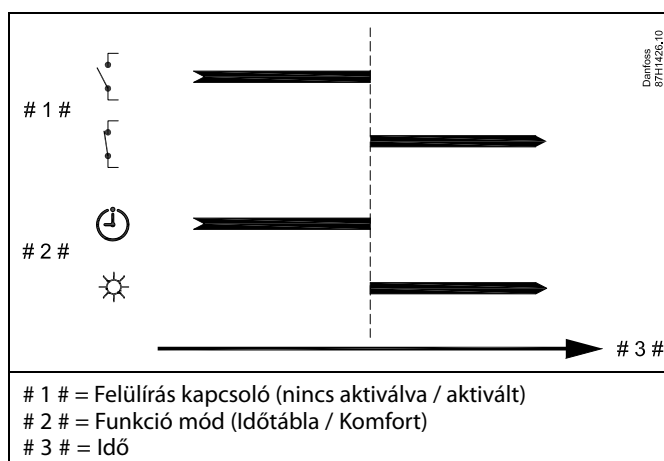 Danfoss
87H1426.10
# 1 #
# 2 #
# 3 #
# 1 # = Felülírás kapcsoló (nincs aktiválva / aktivált)
# 2 # = Funkció mód (Időtábla / Komfort)
# 3 # = Idő